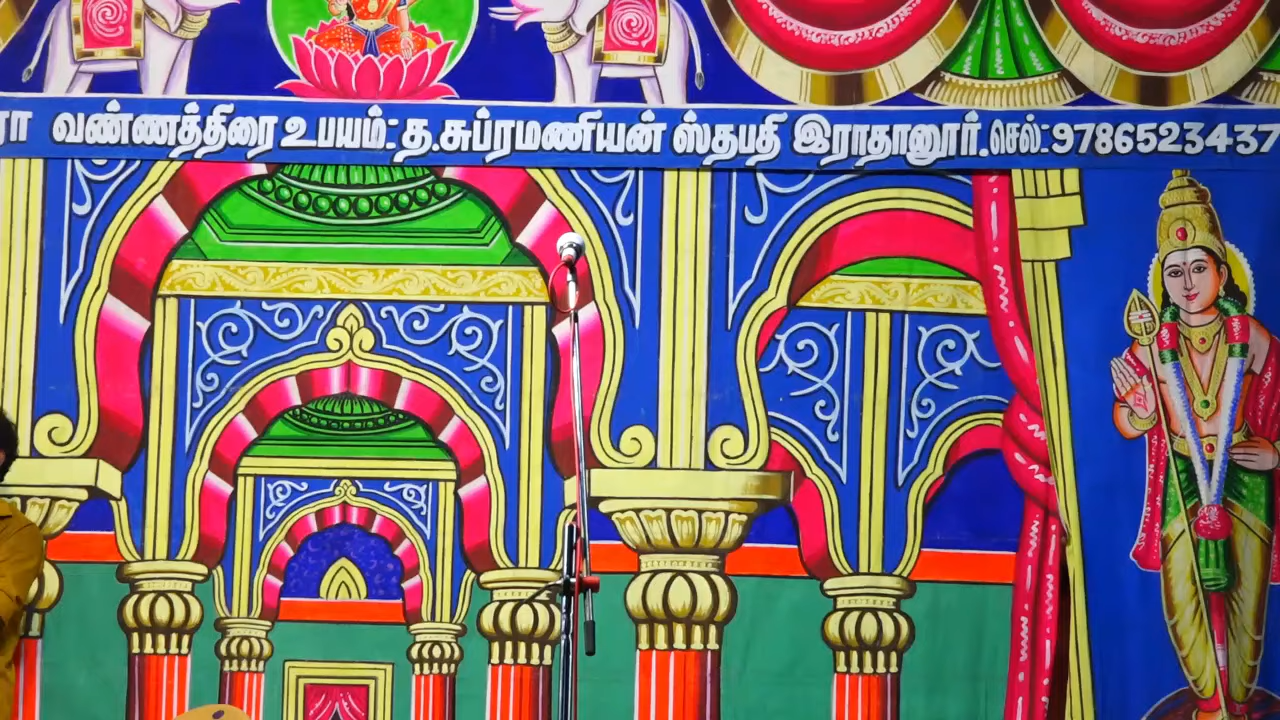 ரா வண்ணத்திரை உபயம்:-த.சுப்ரமணியன் ஸ்தபதி இராதானூர்.செல்:-9786523437